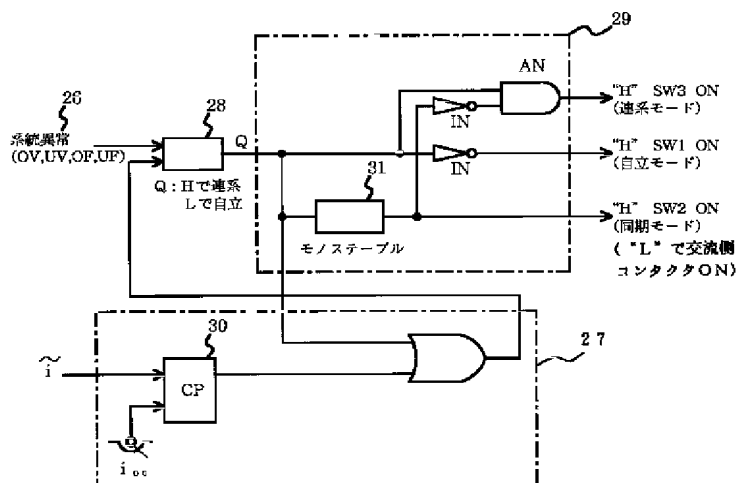 29
AN
26
系統異常
(OV,UV,OF,UF)
28
Q
Q：Hで連系
Lで自立
IN
IN
31
モノステーブル
"H" SW3 ON
(連系モード)
"H" SW1 ON
(自立モード)
"H" SW2 ON
(同期モード)
( "L"で交流側
コンタクタON)
30
27
i
CP
ioc